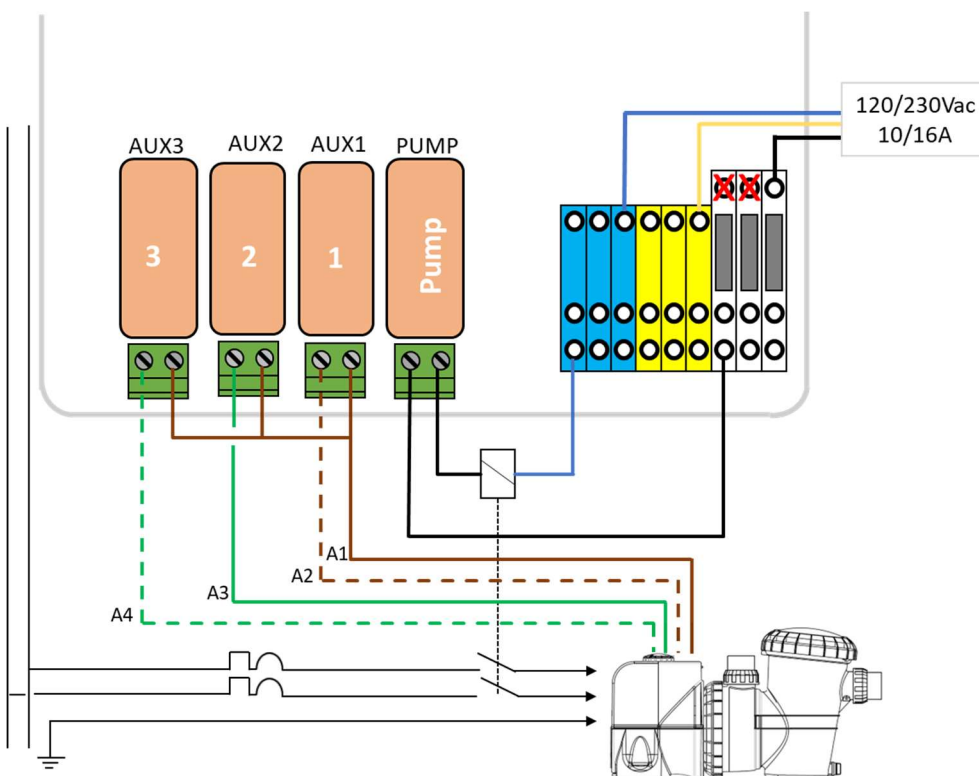 120/230Vac
10/16A
AUX3 AUX2 AUX1 PUMP
3 2 1 Pump
A1
A2
A3
A4